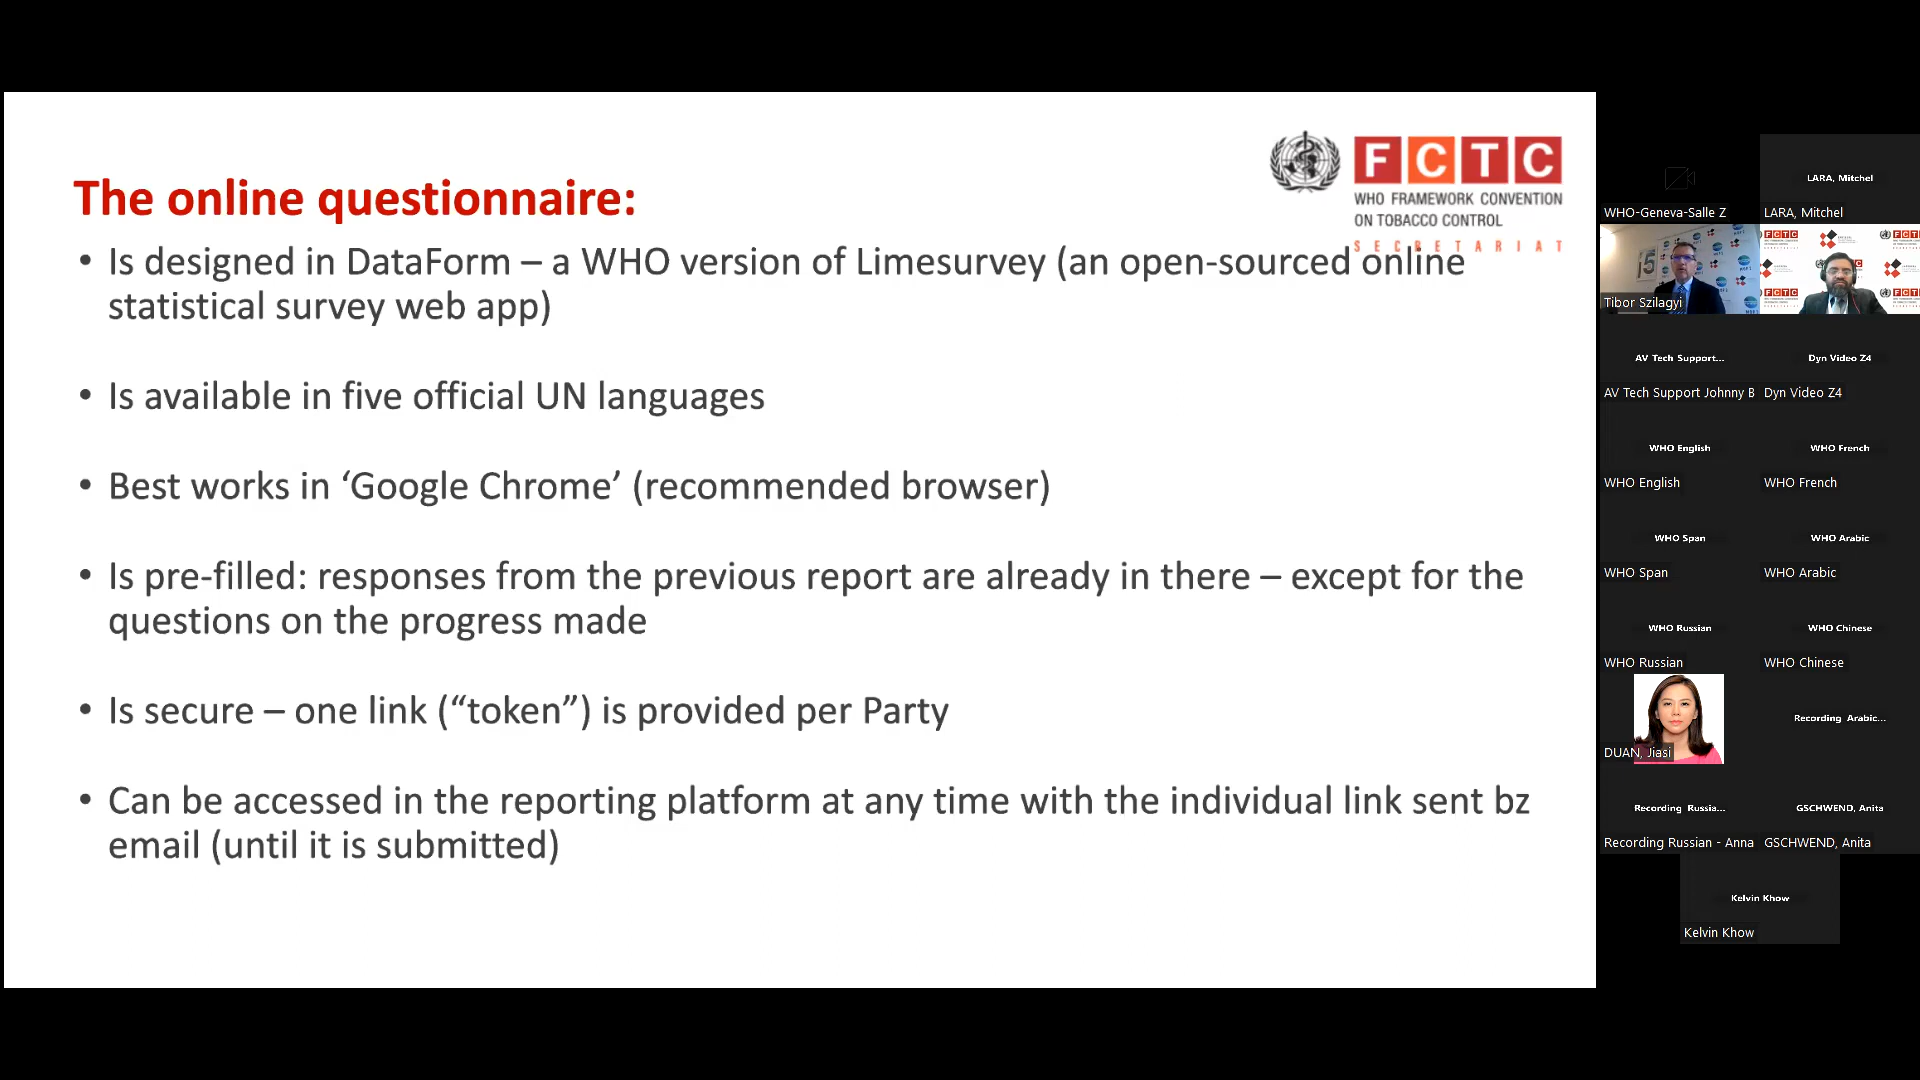 FCTC
WHO FRAMEWORK CONVENTION
ON TOBACCO CONTROL
SECRETARIAT
The online questionnaire:
• Is designed in DataForm – a WHO version of Limesurvey (an open-sourced online
statistical survey web app)
• Is available in five official UN languages
• Best works in ‘Google Chrome’ (recommended browser)
• Is pre-filled: responses from the previous report are already in there – except for the
questions on the progress made
• Is secure – one link (“token”) is provided per Party
• Can be accessed in the reporting platform at any time with the individual link sent bz
email (until it is submitted)
WHO-Geneva-Salle Z
LARA, Mitchel
LARA, Mitchel
Tibor Szilagyi
FCTC
FCTC
FCTC
FCTC
AV Tech Support...
AV Tech Support Johnny B
Dyn Video Z4
Dyn Video Z4
WHO English
WHO English
WHO French
WHO French
WHO Span
WHO Span
WHO Arabic
WHO Arabic
WHO Russian
WHO Russian
WHO Chinese
WHO Chinese
DUAN, Jiasi
Recording Arabic...
Recording Russia...
Recording Russian - Anna
GSCHWEND, Anita
GSCHWEND, Anita
Kelvin Khow
Kelvin Khow